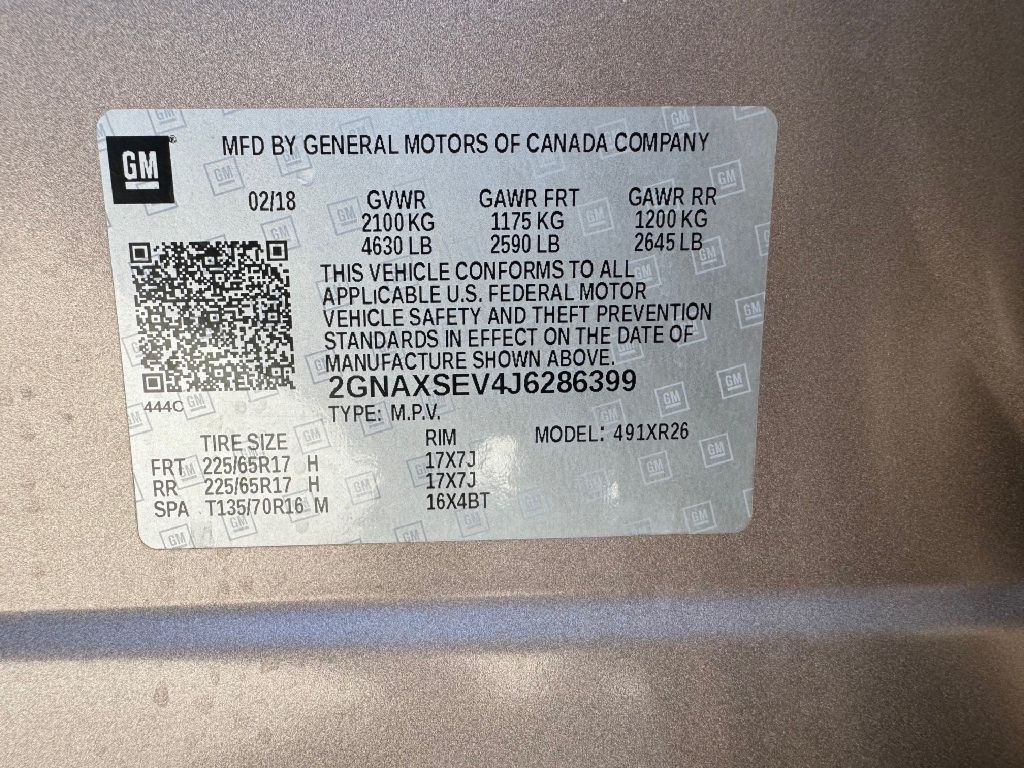 GM
MFD BY GENERAL MOTORS OF CANADA COMPANY
02/18 GVWR GAWR FRT GAWR RR
2100 KG 1175 KG 1200 KG
4630 LB 2590 LB 2645 LB
THIS VEHICLE CONFORMS TO ALL
APPLICABLE U.S. FEDERAL MOTOR
VEHICLE SAFETY AND THEFT PREVENTION
STANDARDS IN EFFECT ON THE DATE OF
MANUFACTURE SHOWN ABOVE.
2GNAXSEV4J6286399
444C
TYPE: M.P.V.
TIRE SIZE RIM MODEL: 491XR26
FRT 225/65R17 H 17X7J
RR 225/65R17 H 17X7J
SPA T135/70R16 M 16X4BT